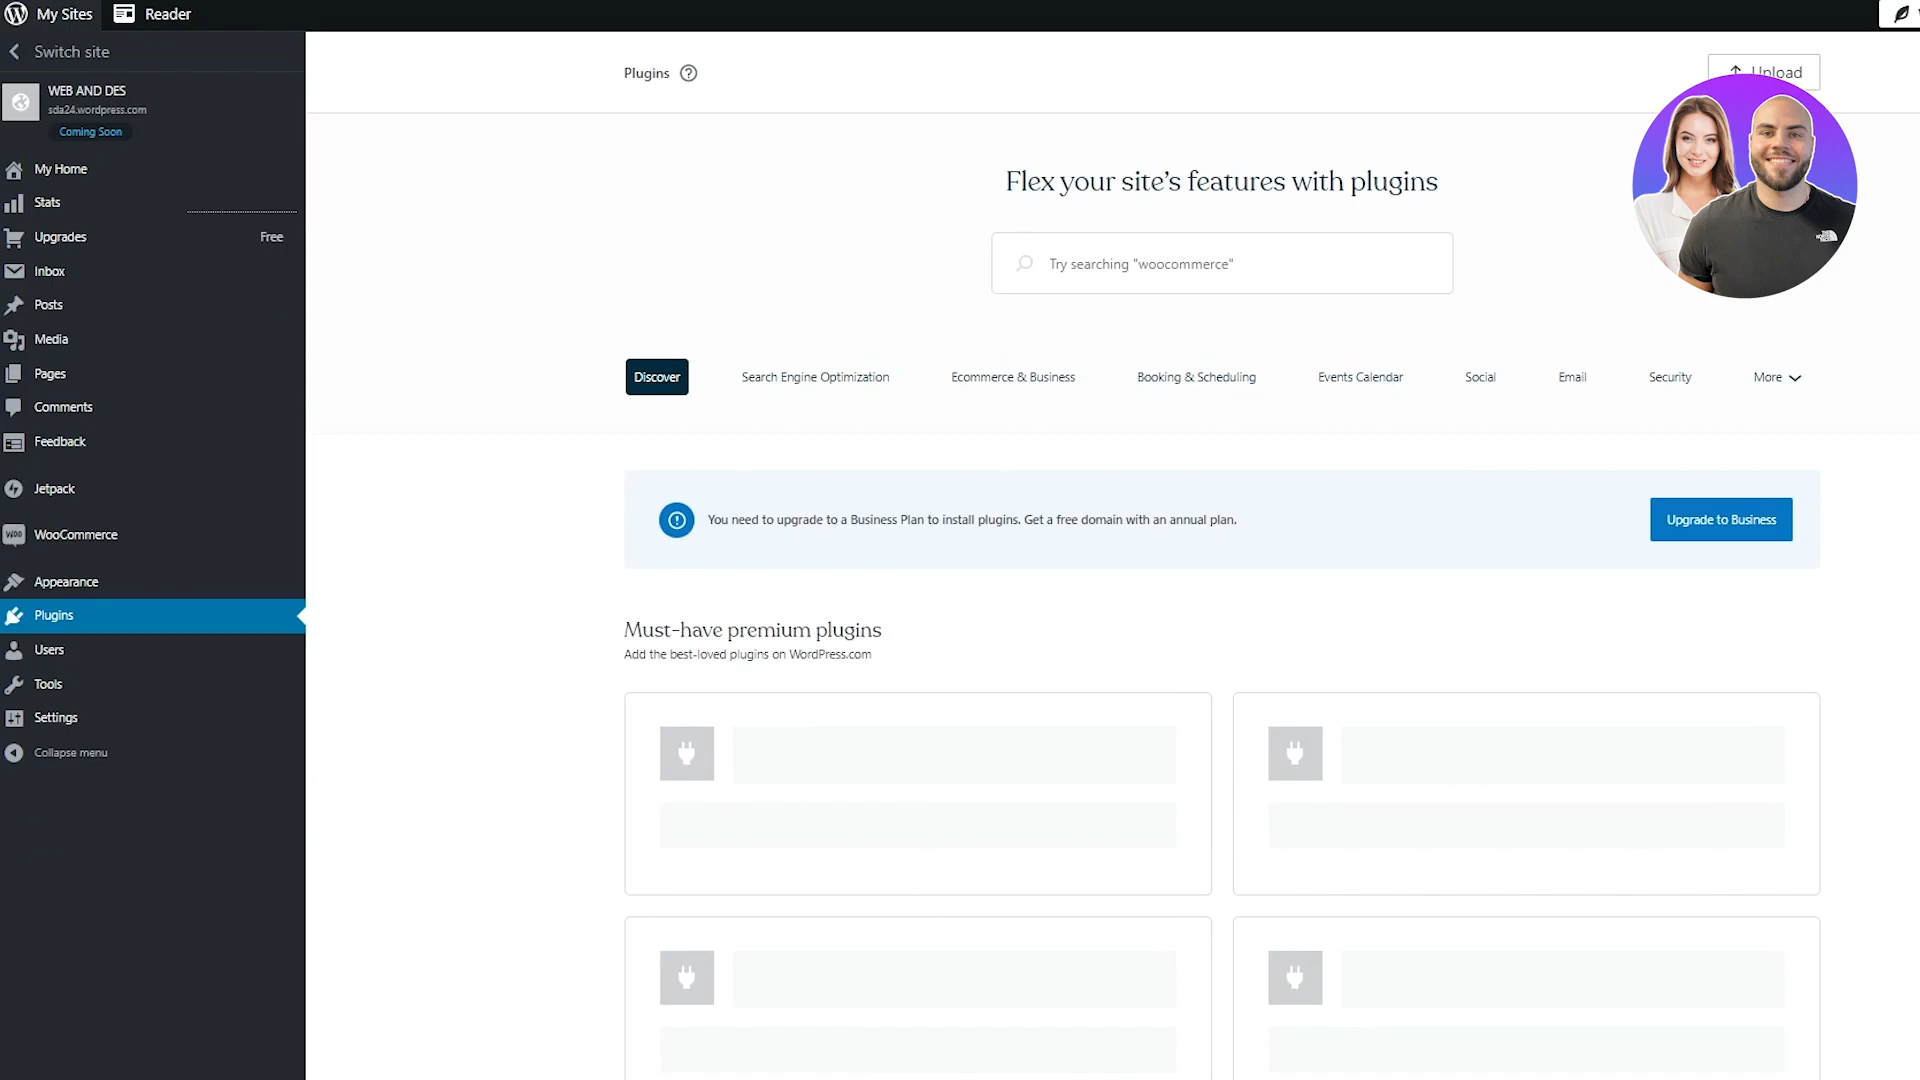 My Sites
Reader
Switch site
WEB AND DES
sda24.wordpress.com
Coming Soon
My Home
Stats
Upgrades
Free
Inbox
Posts
Media
Pages
Comments
Feedback
Jetpack
WooCommerce
Appearance
Plugins
Users
Tools
Settings
Collapse menu
Plugins
Upload
Flex your site's features with plugins
Try searching "woocommerce"
Discover
Search Engine Optimization
Ecommerce & Business
Booking & Scheduling
Events Calendar
Social
Email
Security
More
You need to upgrade to a Business Plan to install plugins. Get a free domain with an annual plan.
Upgrade to Business
Must-have premium plugins
Add the best-loved plugins on WordPress.com